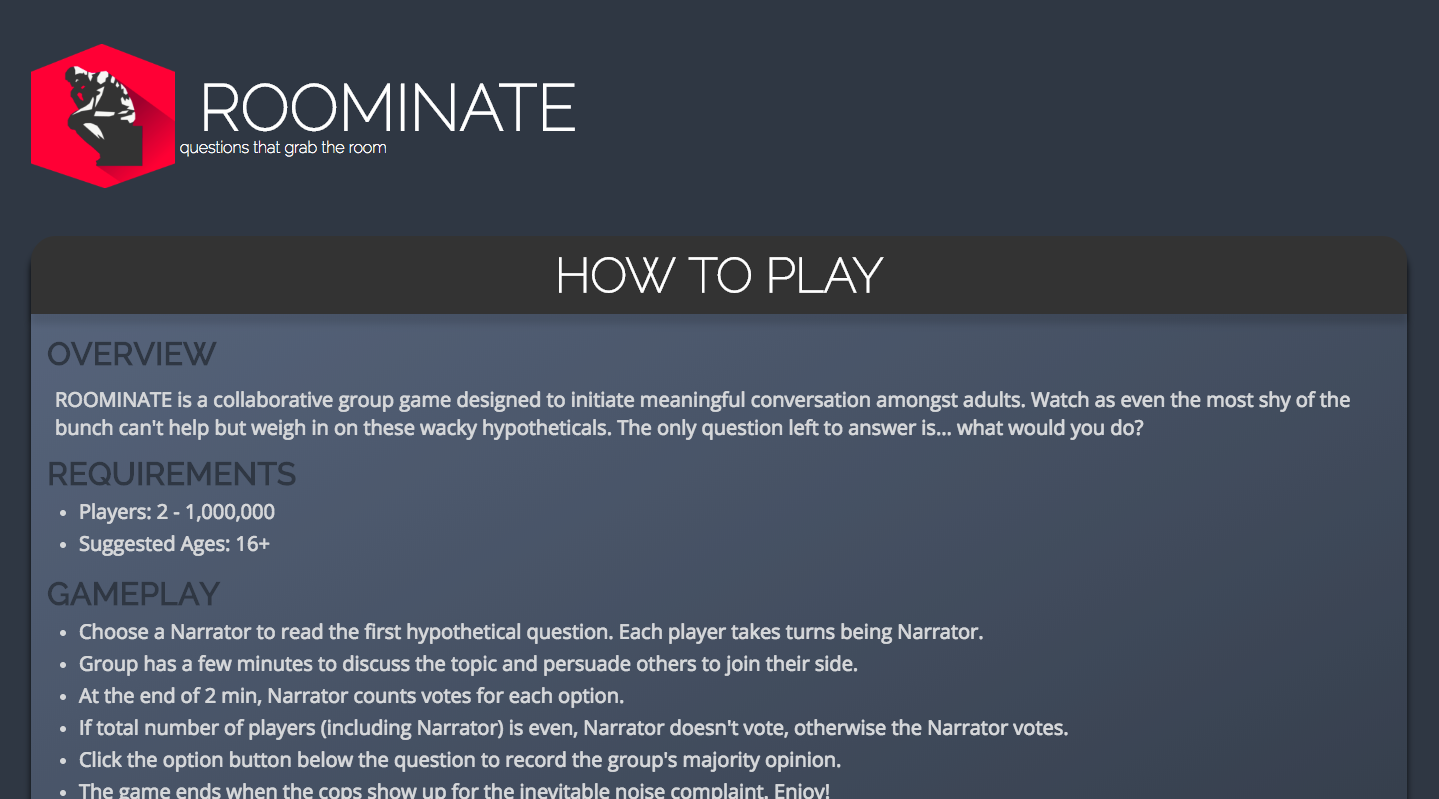 ROOMINATE
questions that grab the room
HOW TO PLAY
OVERVIEW
ROOMINATE is a collaborative group game designed to initiate meaningful conversation amongst adults. Watch as even the most shy of the
bunch can't help but weigh in on these wacky hypotheticals. The only question left to answer is... what would you do?
REQUIREMENTS
• Players: 2 - 1,000,000
• Suggested Ages: 16+
GAMEPLAY
• Choose a Narrator to read the first hypothetical question. Each player takes turns being Narrator.
• Group has a few minutes to discuss the topic and persuade others to join their side.
• At the end of 2 min, Narrator counts votes for each option.
• If total number of players (including Narrator) is even, Narrator doesn't vote, otherwise the Narrator votes.
• Click the option button below the question to record the group's majority opinion.
• The game ends when the cops show up for the inevitable noise complaint. Enjoy!